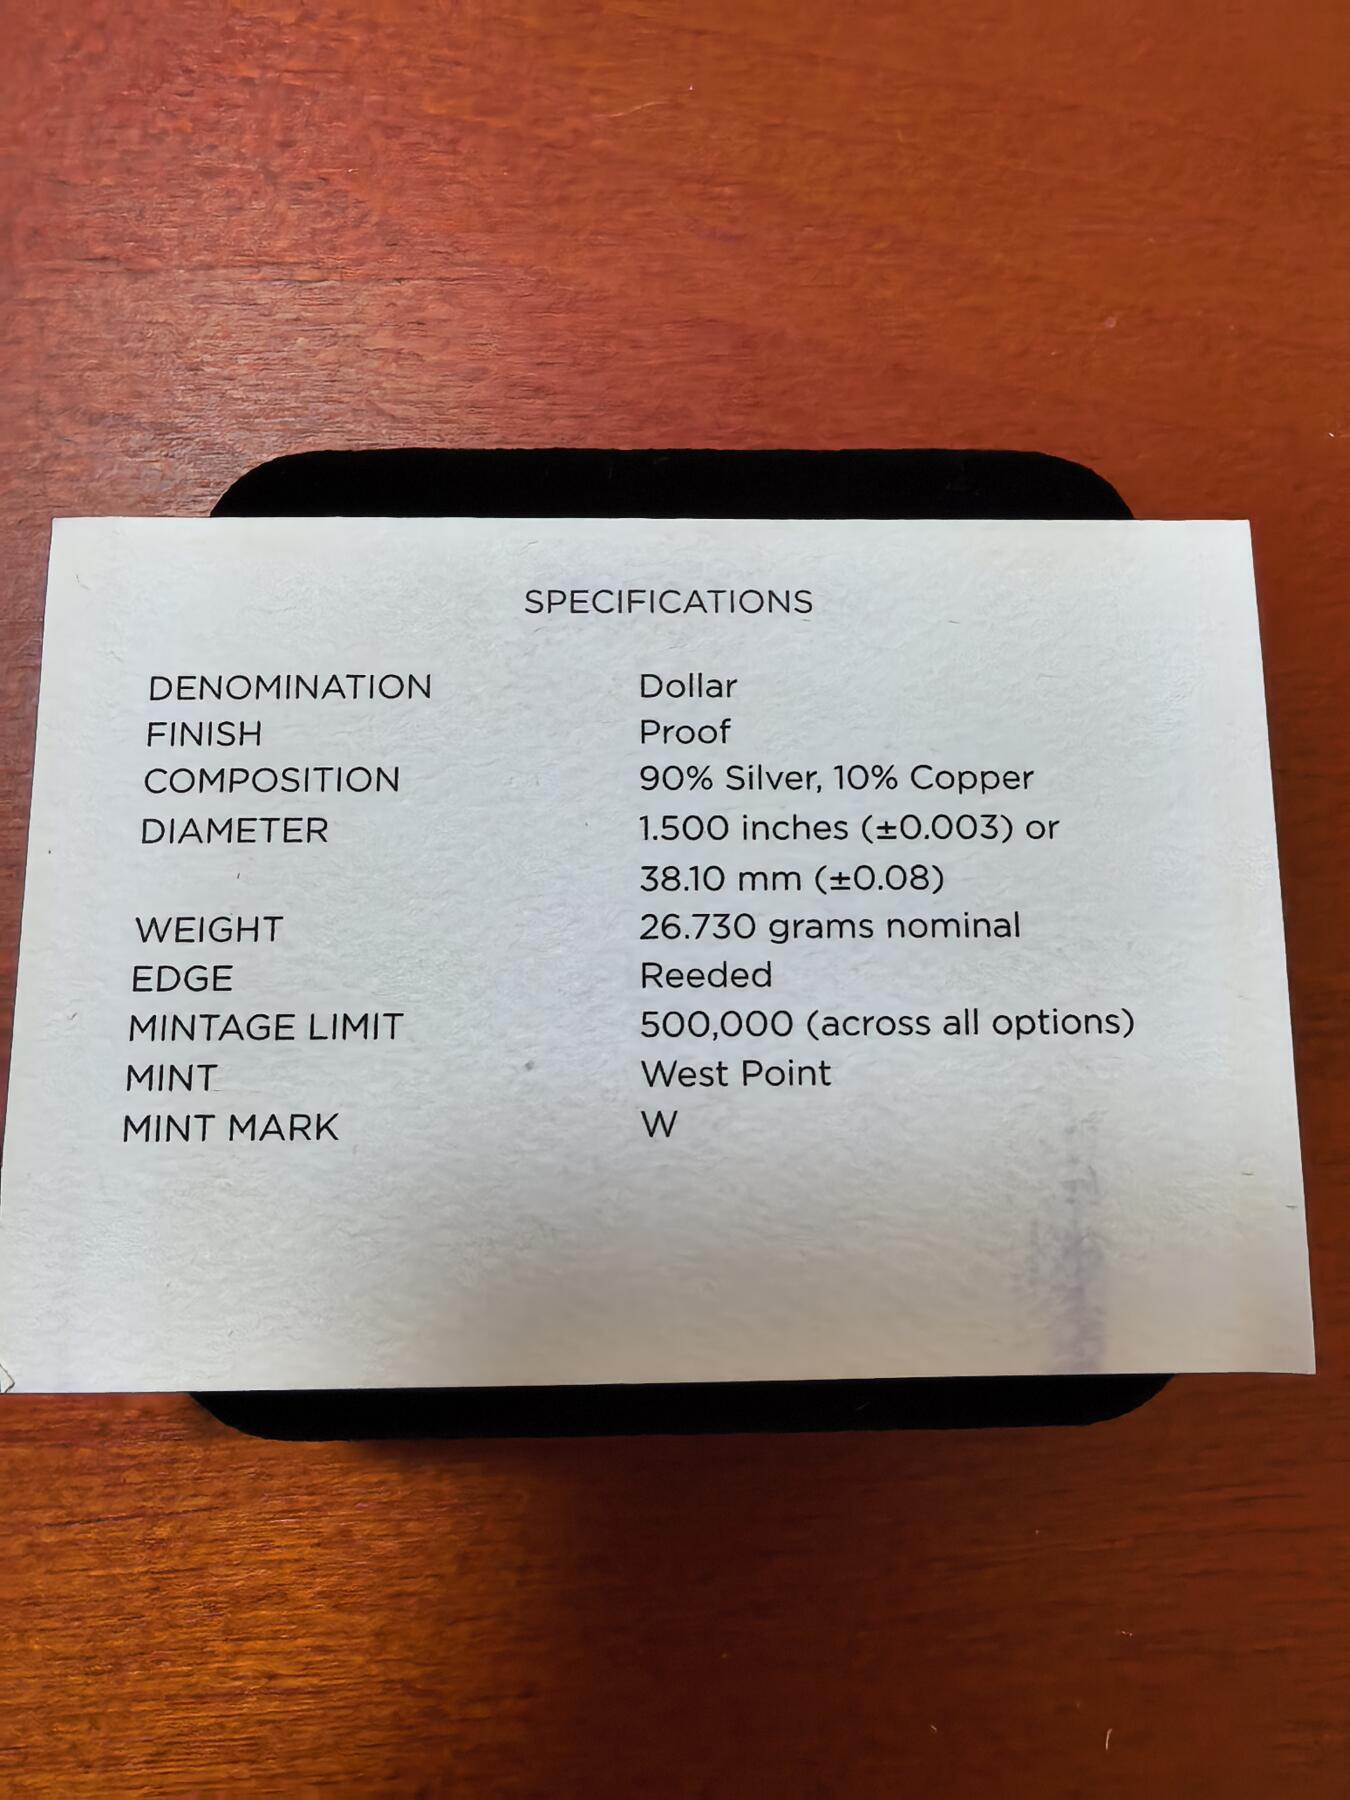 SPECIFICATIONS
DENOMINATION Dollar
FINISH Proof
COMPOSITION 90% Silver, 10% Copper
DIAMETER 1.500 inches (±0.003) or
38.10 mm (±0.08)
WEIGHT 26.730 grams nominal
EDGE Reeded
MINTAGE LIMIT 500,000 (across all options)
MINT West Point
MINT MARK W